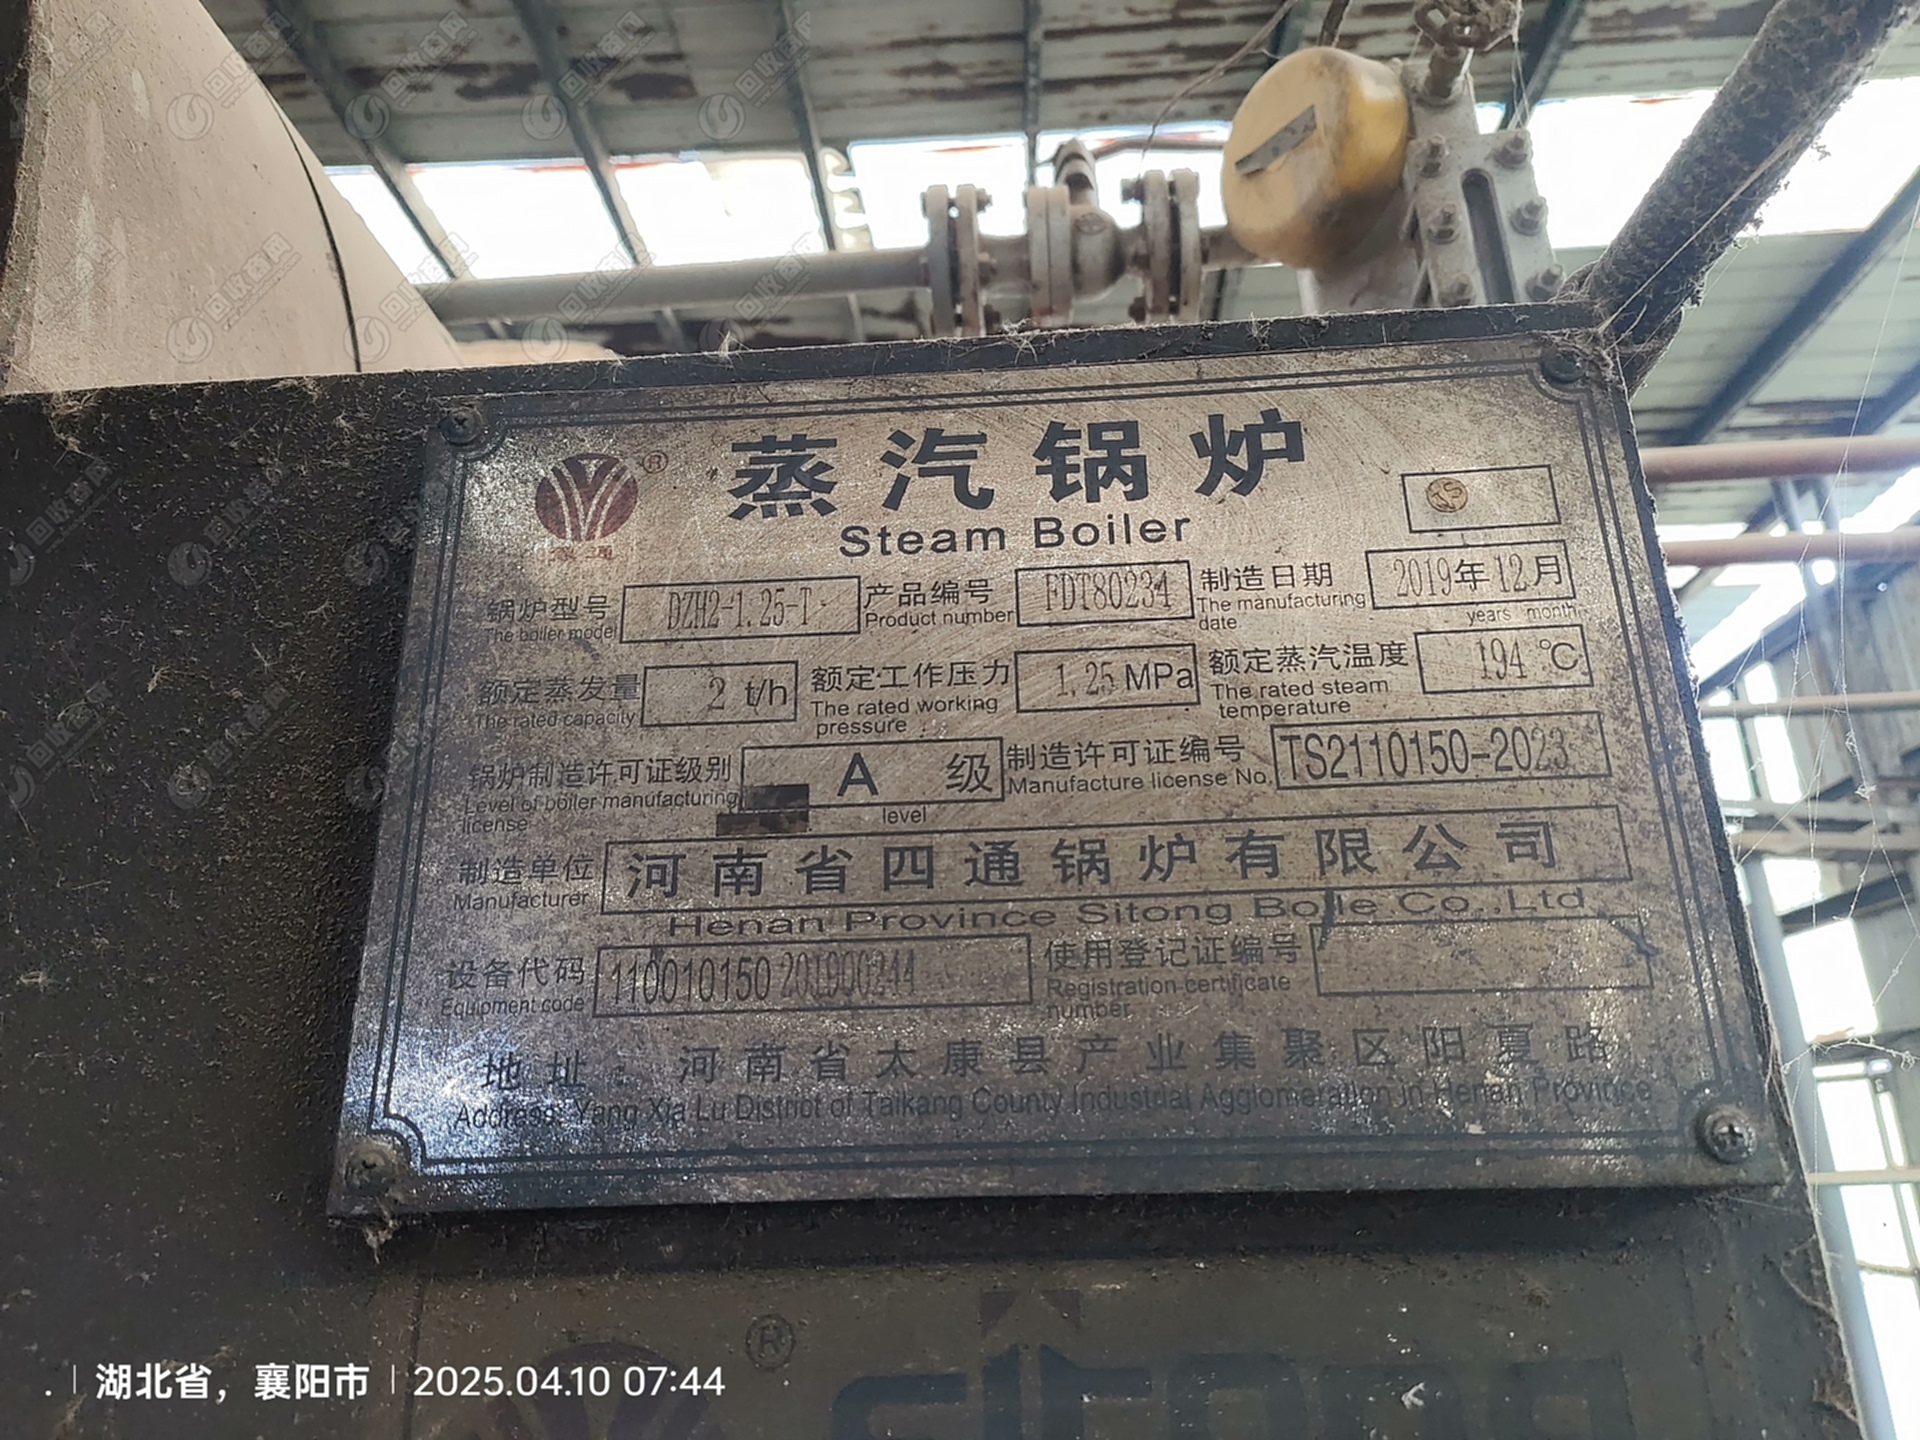 ® 蒸汽锅炉
Steam Boiler
锅炉型号 DZH2-1.25-T 产品编号 FDT80234 制造日期 2019年12月
The boiler model Product number The manufacturing date years month
额定蒸发量 2 t/h 额定工作压力 1.25 MPa 额定蒸汽温度 194 ℃
The rated capacity The rated working pressure The rated steam temperature
锅炉制造许可证级别 A 级 制造许可证编号 TS2110150-2023
Level of boiler manufacturing license level Manufacture license No.
制造单位 河南省四通锅炉有限公司
Manufacturer Henan Province Sitong Boile Co.,Ltd
设备代码 110010150201900244 使用登记证编号
Equipment code Registration certificate number
地址: 河南省太康县产业集聚区阳夏路
Address: Yang Xia Lu District of Taikang County Industrial Agglomeration in Henan Province
®
. | 湖北省，襄阳市 | 2025.04.10 07:44
回收商网